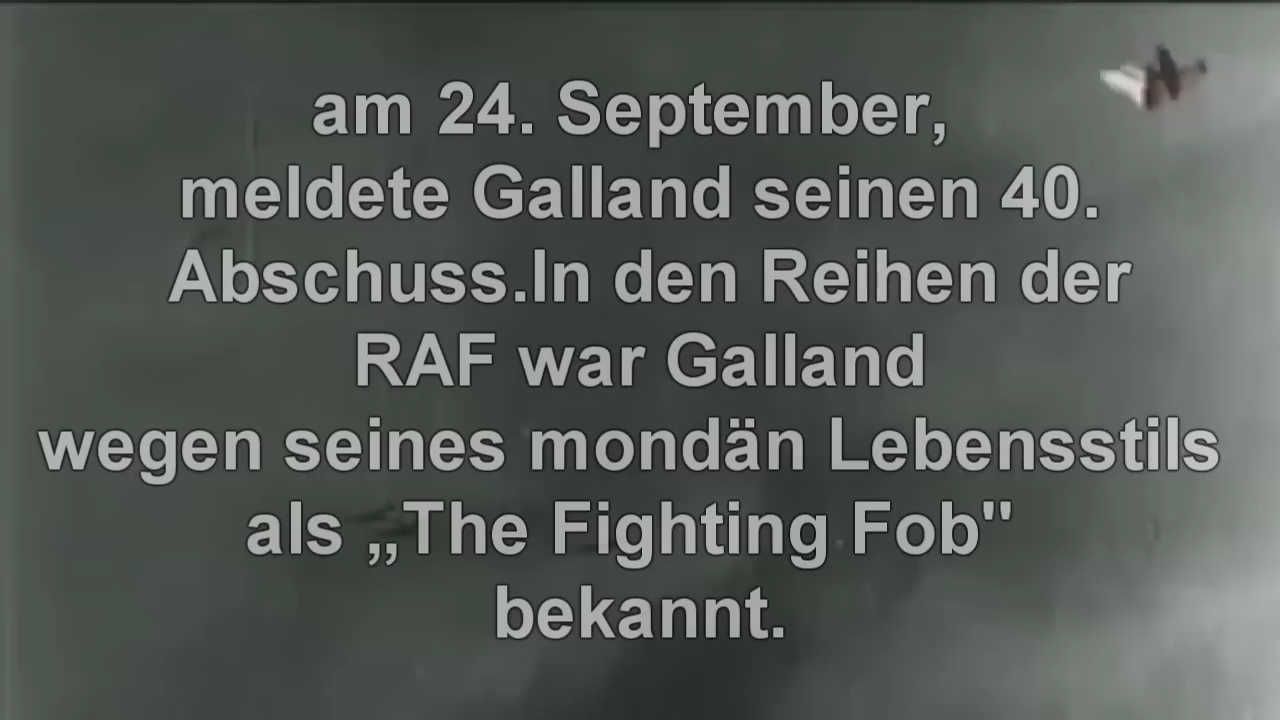 am 24. September,
meldete Galland seinen 40.
Abschuss.In den Reihen der
RAF war Galland
wegen seines mondän Lebensstils
als „The Fighting Fob"
bekannt.